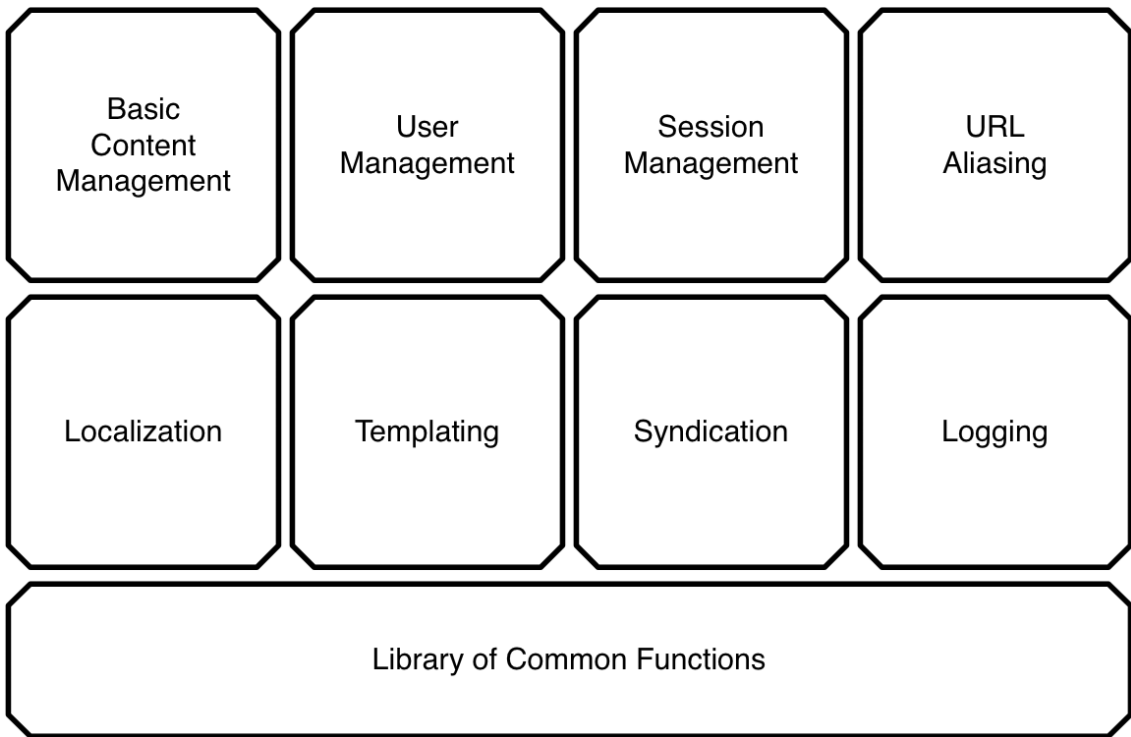 Basic
Content
Management
User
Management
Session
Management
URL
Aliasing
Localization
Templating
Syndication
Logging
Library of Common Functions